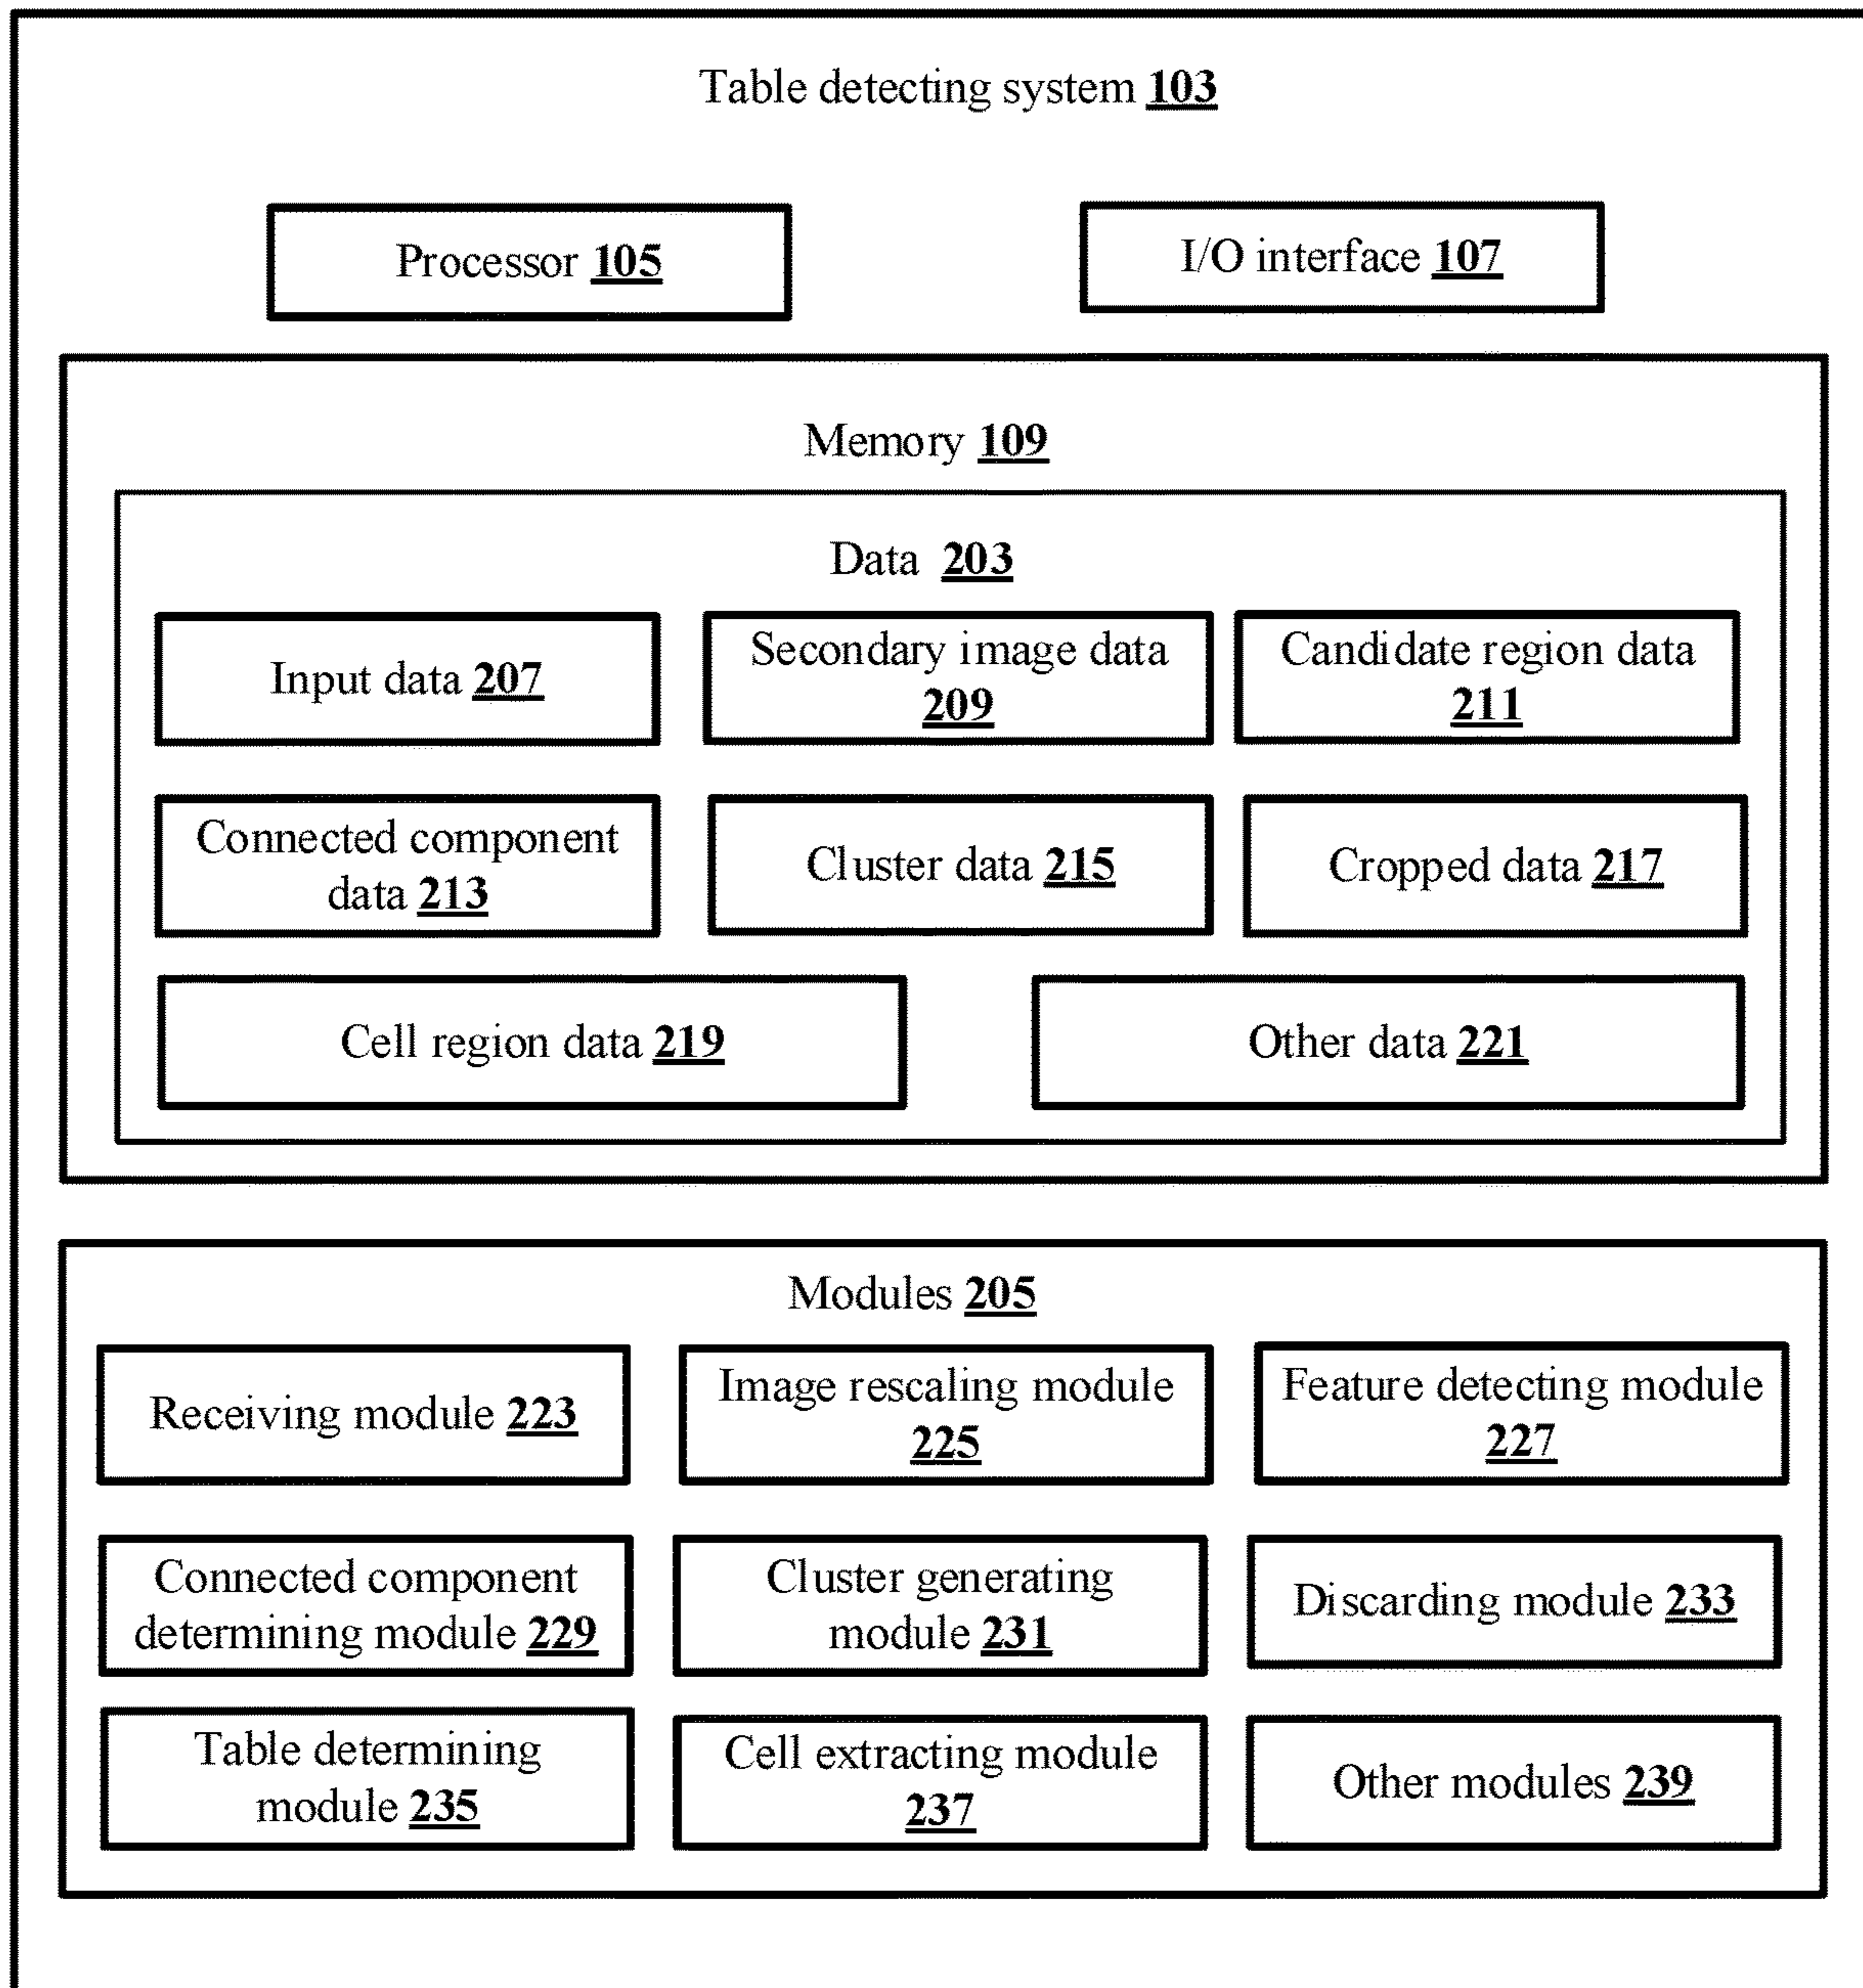 Table detecting system 103
Processor 105
I/O interface 107
Memory 109
Data 203
Input data 207
Secondary image data
209
Candidate region data
211
Connected component
data 213
Cluster data 215
Cropped data 217
Cell region data 219
Other data 221
Modules 205
Receiving module 223
Image rescaling module
225
Feature detecting module
227
Connected component
determining module 229
Cluster generating
module 231
Discarding module 233
Table determining
module 235
Cell extracting module
237
Other modules 239